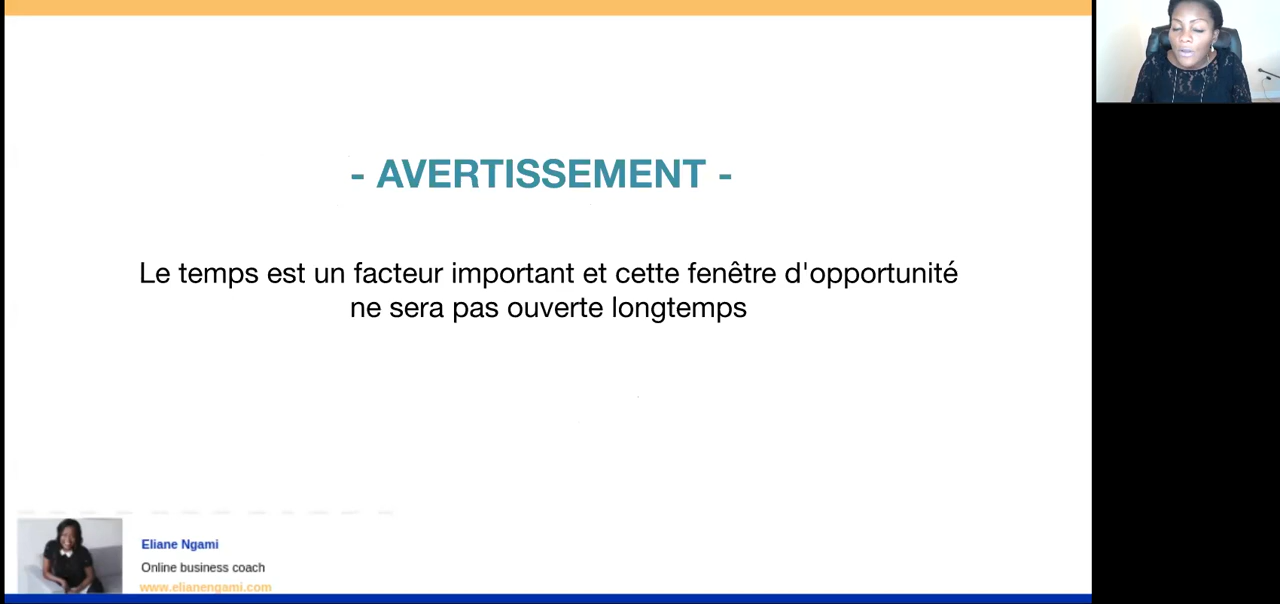 - AVERTISSEMENT -
Le temps est un facteur important et cette fenêtre d'opportunité
ne sera pas ouverte longtemps
Eliane Ngami
Online business coach
www.elianengami.com